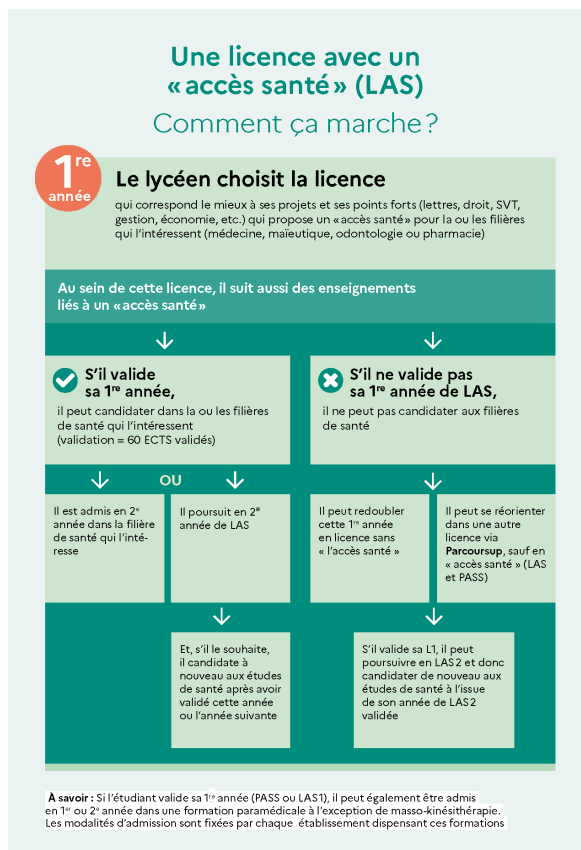 Une licence avec un
« accès santé » (LAS)
Comment ça marche ?
1re
année
Le lycéen choisit la licence
qui correspond le mieux à ses projets et ses points forts (lettres, droit, SVT,
gestion, économie, etc.) qui propose un « accès santé » pour la ou les filières
qui l’intéressent (médecine, maïeutique, odontologie ou pharmacie)
Au sein de cette licence, il suit aussi des enseignements
liés à un « accès santé »
S’il valide
sa 1re année,
il peut candidater dans la ou les filières
de santé qui l’intéressent
(validation = 60 ECTS validés)
S’il ne valide pas
sa 1re année de LAS,
il ne peut pas candidater aux filières
de santé
OU
Il est admis en 2e
année dans la filière
de santé qui l’inté-
resse
Il poursuit en 2e
année de LAS
Il peut redoubler
cette 1re année
en licence sans
« l’accès santé »
Il peut se réorienter
dans une autre
licence via
Parcoursup, sauf en
« accès santé » (LAS
et PASS)
Et, s’il le souhaite,
il candidate à
nouveau aux études
de santé après avoir
validé cette année
ou l’année suivante
S’il valide sa L1, il peut
poursuivre en LAS 2 et donc
candidater de nouveau aux
études de santé à l’issue
de son année de LAS 2
validée
À savoir : Si l’étudiant valide sa 1re année (PASS ou LAS1), il peut également être admis
en 1er ou 2e année dans une formation paramédicale à l’exception de masso-kinésithérapie.
Les modalités d’admission sont fixées par chaque établissement dispensant ces formations